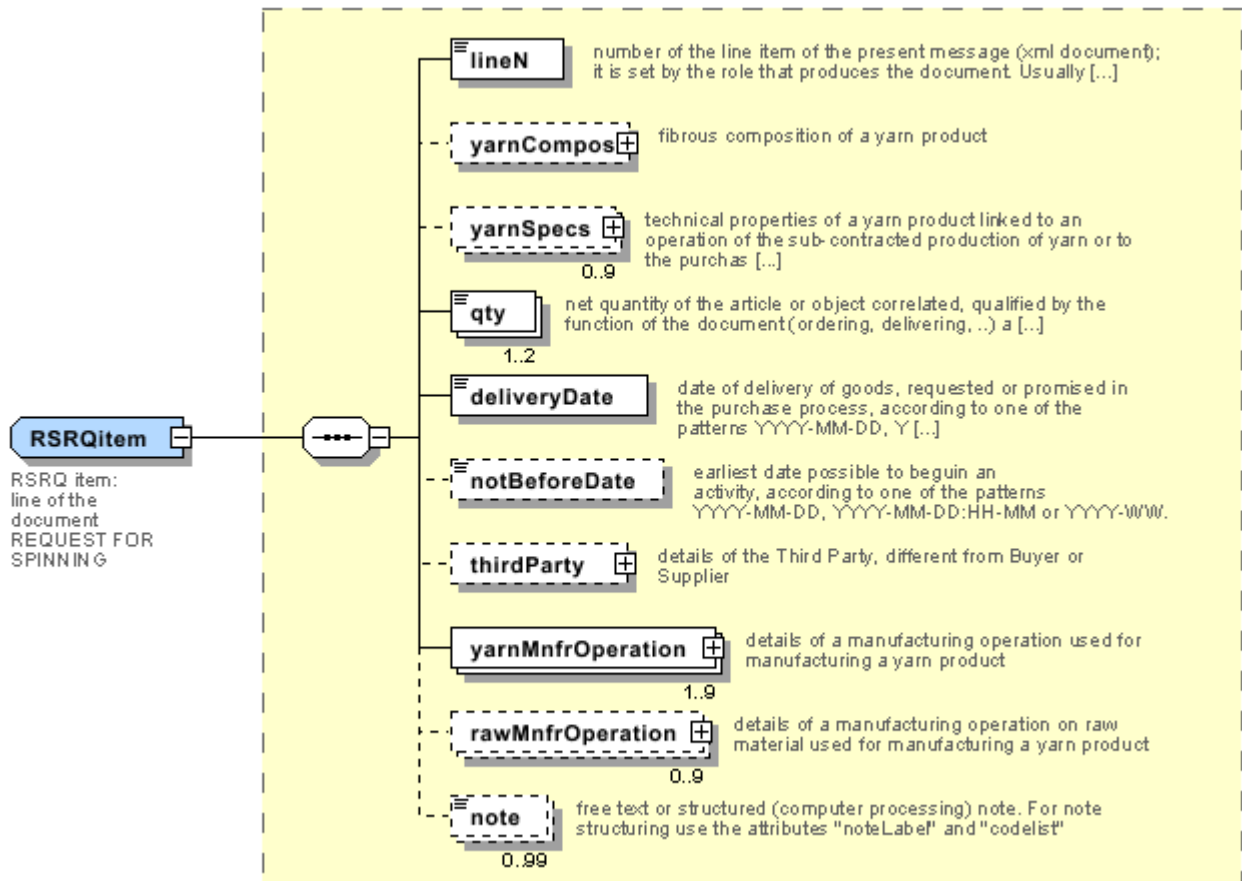 lineN
number of the line item of the present message (xml document);
it is set by the role that produces the document. Usually [...]
yarnCompos
fibrous composition of a yarn product
yarnSpecs
technical properties of a yarn product linked to an
operation of the sub-contracted production of yarn or to
the purchas [...]
0..9
qty
net quantity of the article or object correlated, qualified by the
function of the document (ordering, delivering, ..) a [...]
1..2
deliveryDate
date of delivery of goods, requested or promised in
the purchase process, according to one of the
patterns YYYY-MM-DD, Y [...]
RSRQitem
RSRQ item:
line of the
document
REQUEST FOR
SPINNING
notBeforeDate
earliest date possible to beguin an
activity, according to one of the patterns
YYYY-MM-DD, YYYY-MM-DD:HH-MM or YYYY-WW.
thirdParty
details of the Third Party, different from Buyer or
Supplier
yarnMnfrOperation
details of a manufacturing operation used for
manufacturing a yarn product
1..9
rawMnfrOperation
details of a manufacturing operation on raw
material used for manufacturing a yarn product
0..9
note
free text or structured (computer processing) note. For note
structuring use the attributes "noteLabel" and "codelist"
0..99